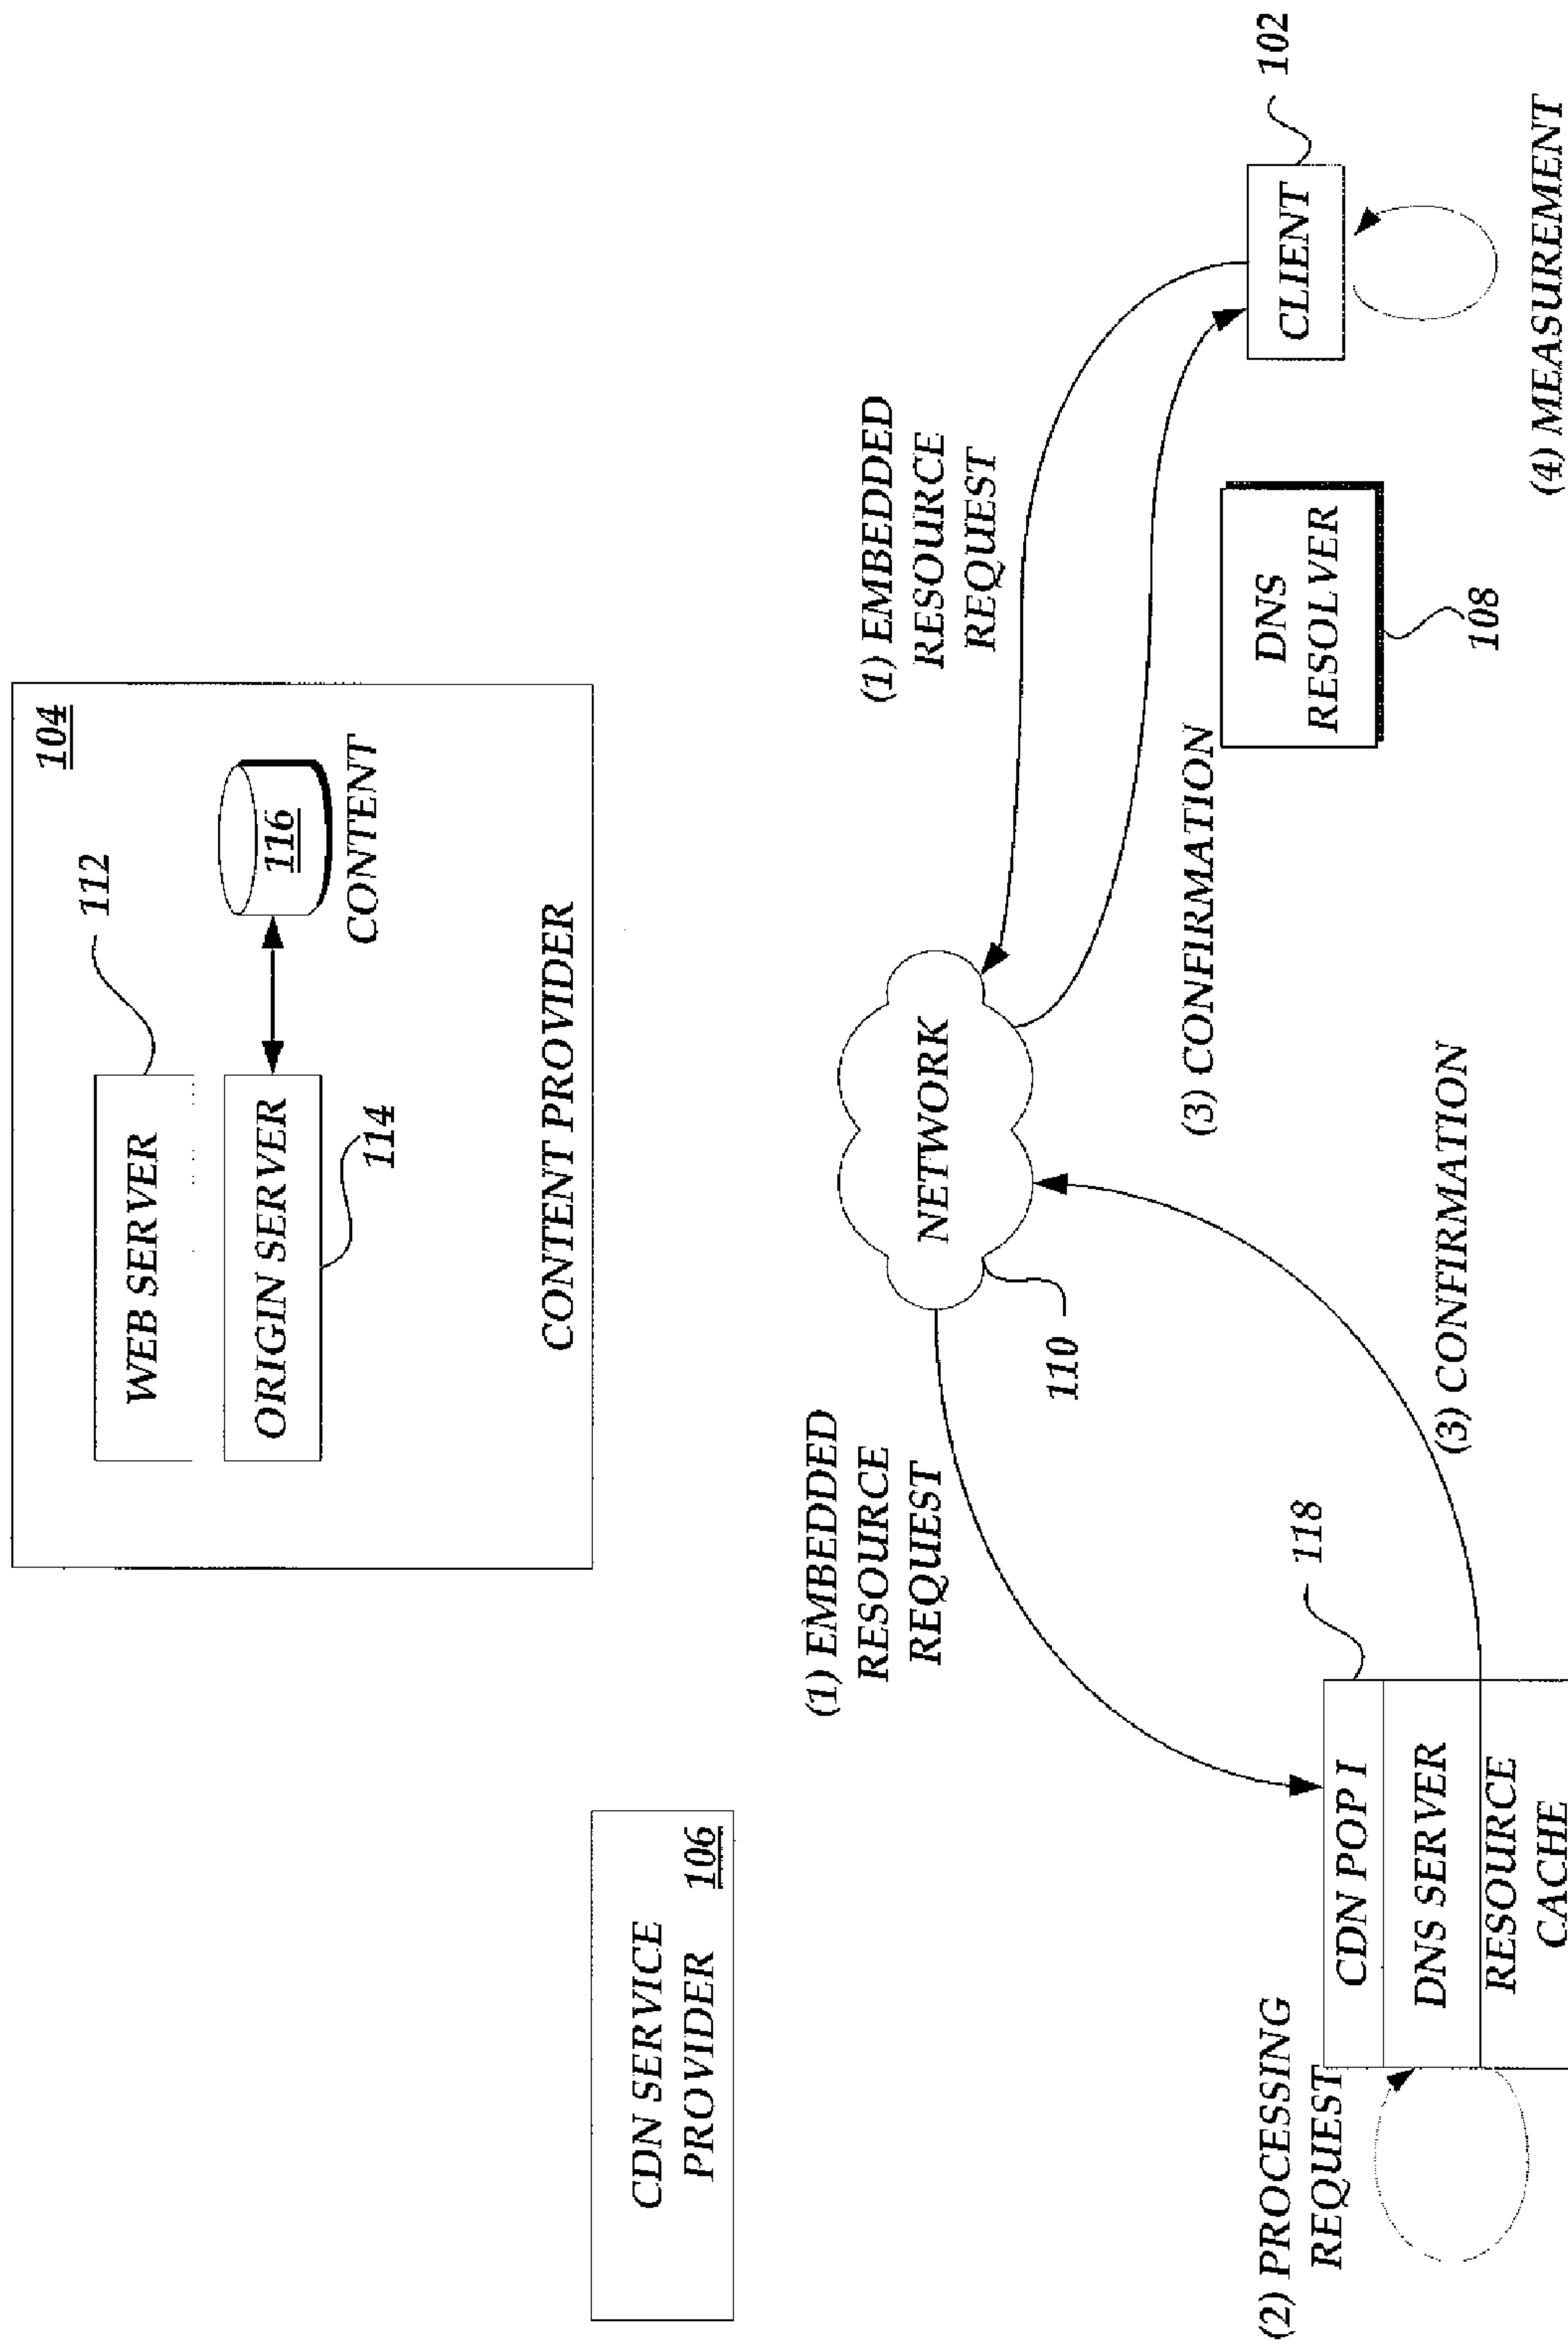 104
112
WEB SERVER
ORIGIN SERVER
116
CONTENT
114
CONTENT PROVIDER
CDN SERVICE
PROVIDER
106
(1) EMBEDDED
RESOURCE
REQUEST
(1) EMBEDDED
RESOURCE
REQUEST
NETWORK
110
102
CLIENT
(4) MEASUREMENT
DNS
RESOLVER
108
(3) CONFIRMATION
(3) CONFIRMATION
118
CDN POP I
DNS SERVER
RESOURCE
CACHE
(2) PROCESSING
REQUEST